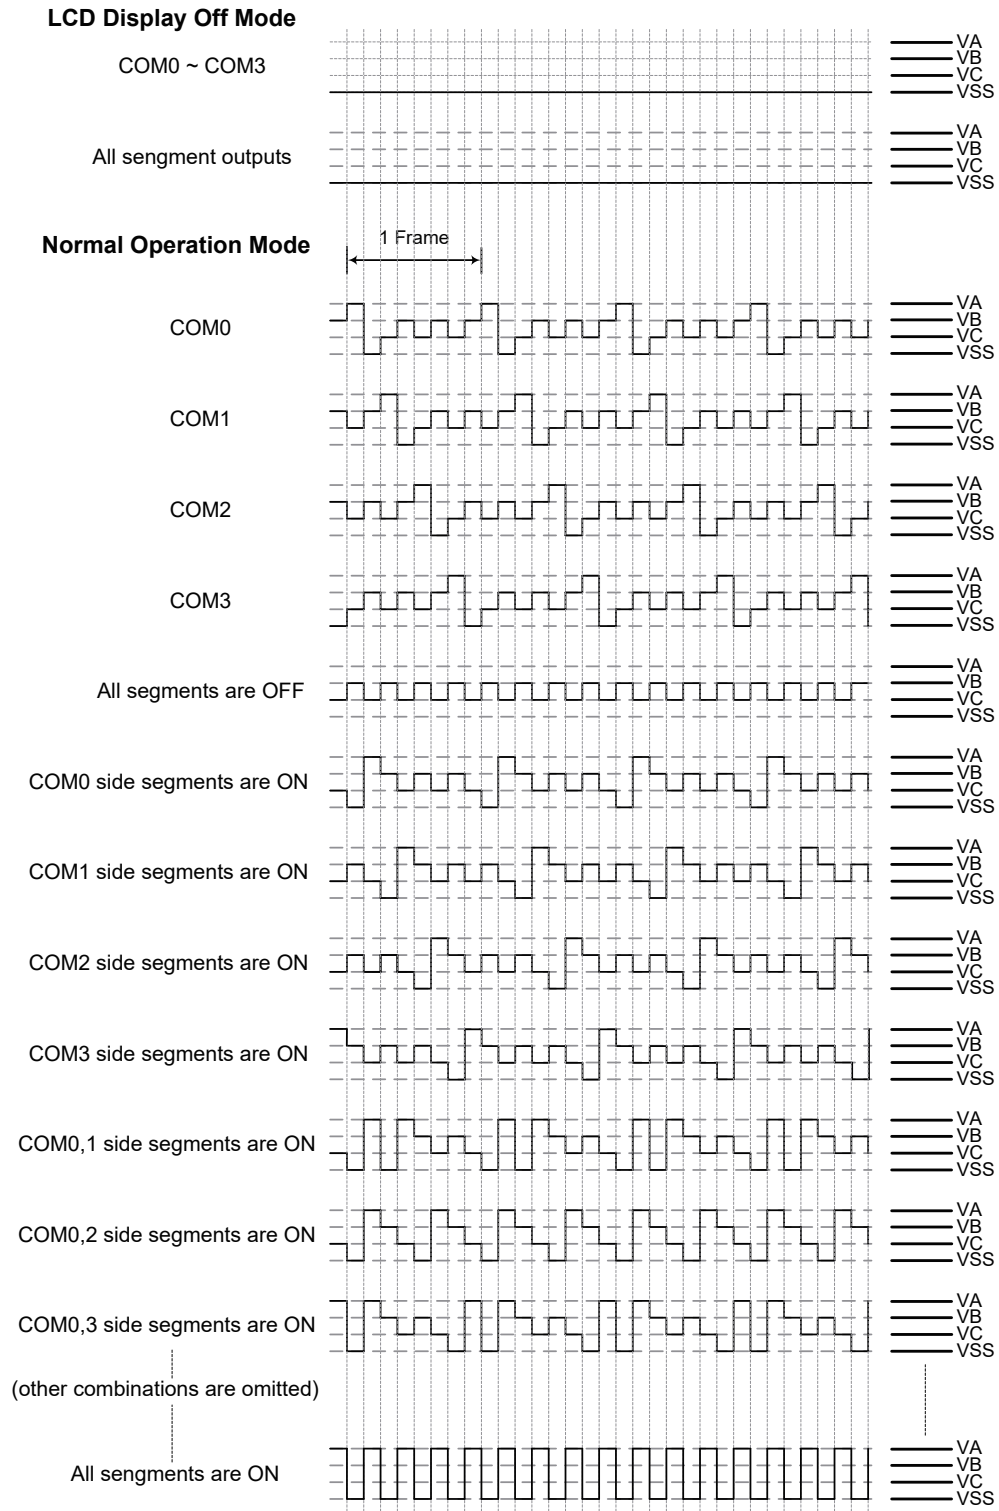 LCD Display Off Mode
COM0 ~ COM3
VA
VB
VC
VSS
All sengment outputs
VA
VB
VC
VSS
Normal Operation Mode
1 Frame
COM0
VA
VB
VC
VSS
COM1
VA
VB
VC
VSS
COM2
VA
VB
VC
VSS
COM3
VA
VB
VC
VSS
All segments are OFF
VA
VB
VC
VSS
COM0 side segments are ON
VA
VB
VC
VSS
COM1 side segments are ON
VA
VB
VC
VSS
COM2 side segments are ON
VA
VB
VC
VSS
COM3 side segments are ON
VA
VB
VC
VSS
COM0,1 side segments are ON
VA
VB
VC
VSS
COM0,2 side segments are ON
VA
VB
VC
VSS
COM0,3 side segments are ON
VA
VB
VC
VSS
(other combinations are omitted)
All sengments are ON
VA
VB
VC
VSS